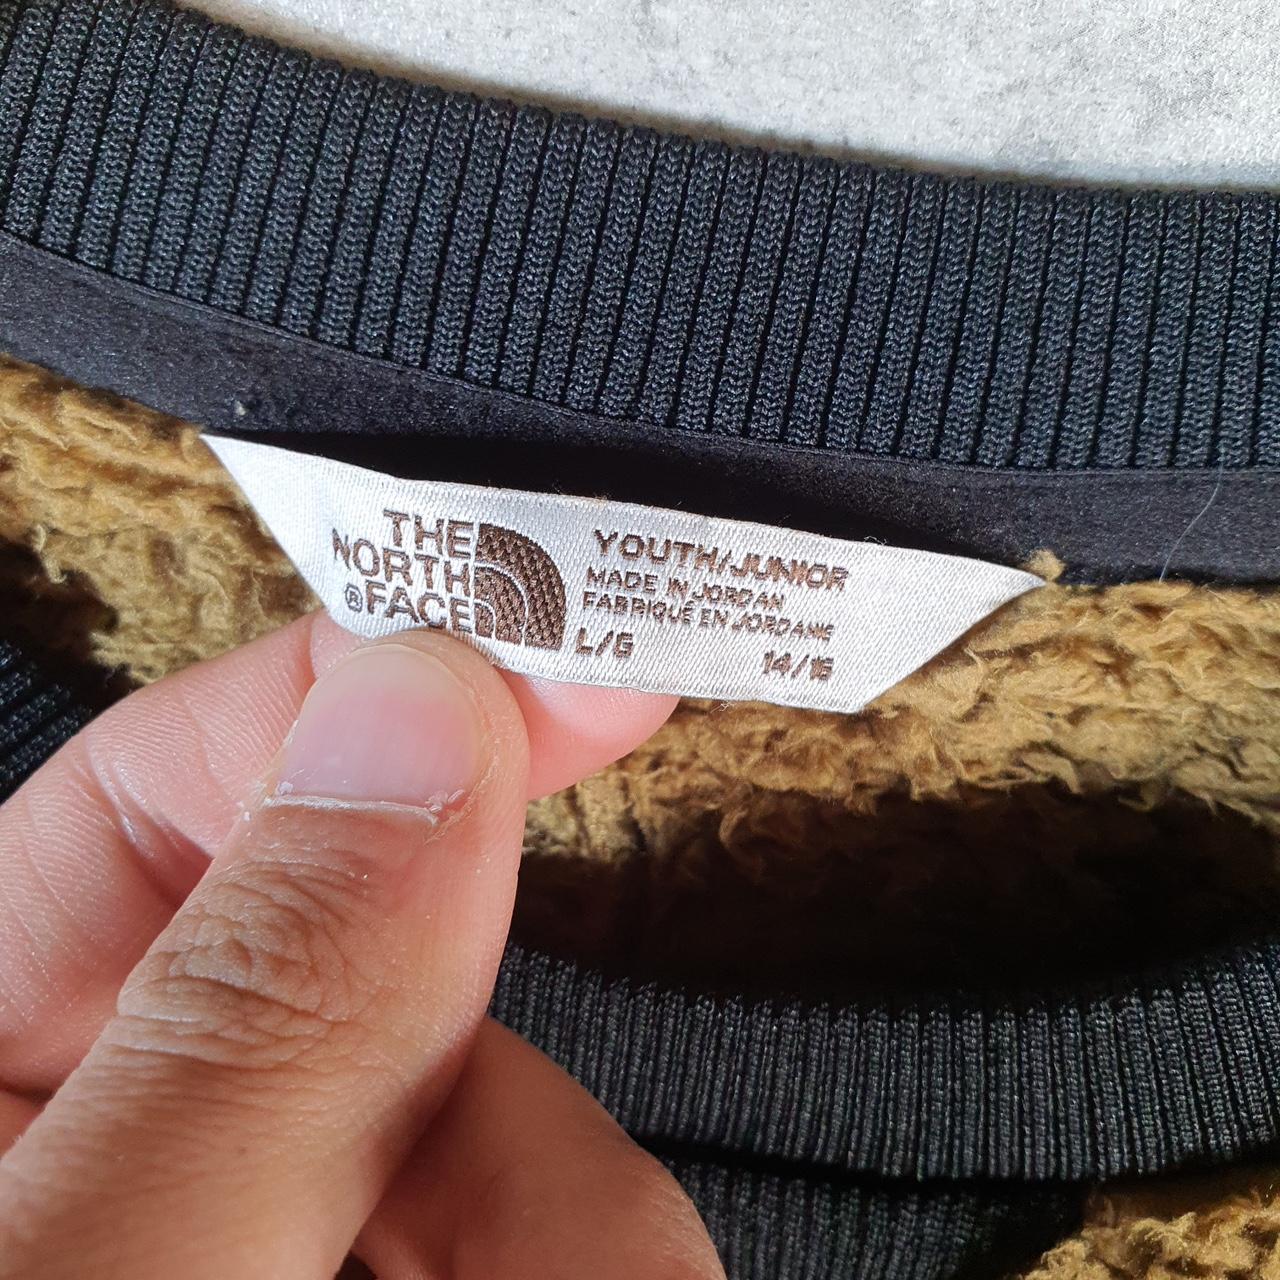 THE
NORTH
® FACE
YOUTH/JUNIOR
MADE IN JORDAN
FABRIQUÉ EN JORDANIE
L/G 14/16